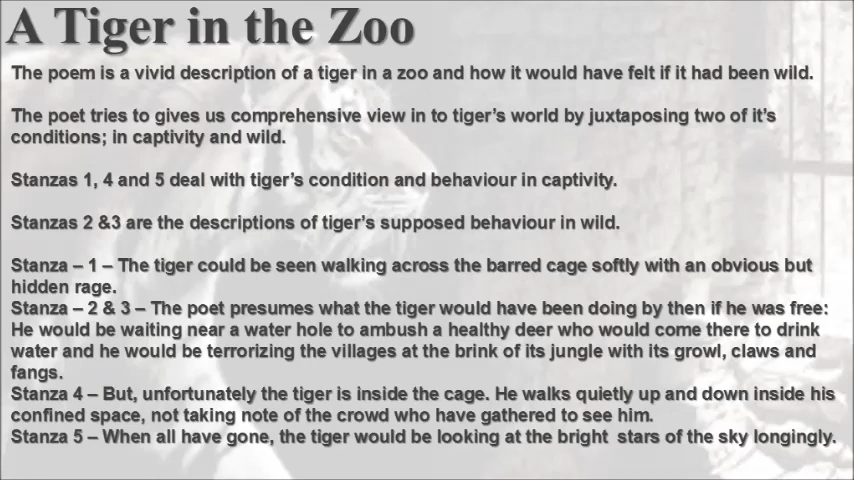 A Tiger in the Zoo
The poem is a vivid description of a tiger in a zoo and how it would have felt if it had been wild.
The poet tries to gives us comprehensive view in to tiger's world by juxtaposing two of it's
conditions; in captivity and wild.
Stanzas 1, 4 and 5 deal with tiger's condition and behaviour in captivity.
Stanzas 2 &3 are the descriptions of tiger's supposed behaviour in wild.
Stanza – 1 – The tiger could be seen walking across the barred cage softly with an obvious but
hidden rage.
Stanza – 2 & 3 – The poet presumes what the tiger would have been doing by then if he was free:
He would be waiting near a water hole to ambush a healthy deer who would come there to drink
water and he would be terrorizing the villages at the brink of its jungle with its growl, claws and
fangs.
Stanza 4 – But, unfortunately the tiger is inside the cage. He walks quietly up and down inside his
confined space, not taking note of the crowd who have gathered to see him.
Stanza 5 – When all have gone, the tiger would be looking at the bright stars of the sky longingly.